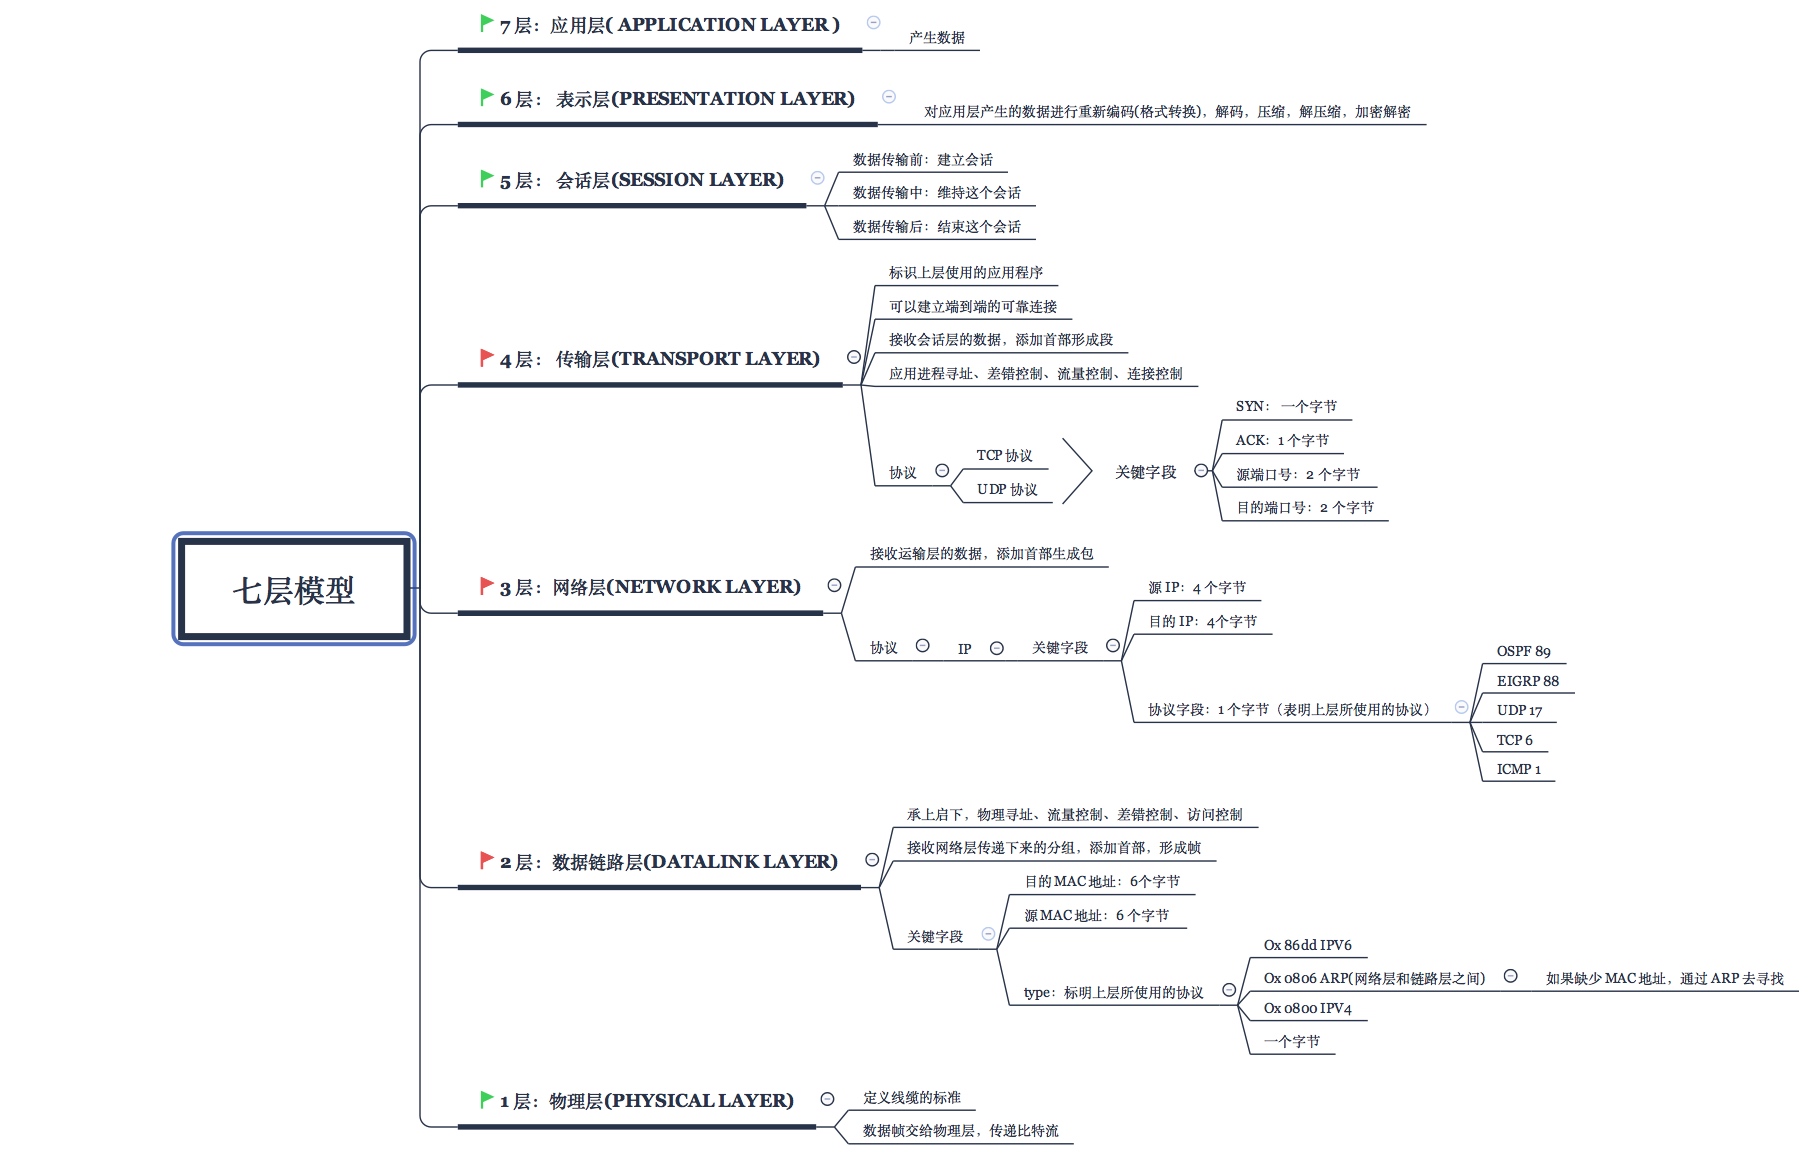 七层模型
7 层：应用层( APPLICATION LAYER )
产生数据
6 层： 表示层(PRESENTATION LAYER)
对应用层产生的数据进行重新编码(格式转换)，解码，压缩，解压缩，加密解密
5 层： 会话层(SESSION LAYER)
数据传输前：建立会话
数据传输中：维持这个会话
数据传输后：结束这个会话
4 层： 传输层(TRANSPORT LAYER)
标识上层使用的应用程序
可以建立端到端的可靠连接
接收会话层的数据，添加首部形成段
应用进程寻址、差错控制、流量控制、连接控制
协议
TCP 协议
UDP 协议
关键字段
SYN： 一个字节
ACK：1 个字节
源端口号：2 个字节
目的端口号：2 个字节
3 层：网络层(NETWORK LAYER)
接收运输层的数据，添加首部生成包
协议
IP
关键字段
源 IP：4 个字节
目的 IP：4个字节
协议字段：1 个字节（表明上层所使用的协议）
OSPF 89
EIGRP 88
UDP 17
TCP 6
ICMP 1
2 层：数据链路层(DATALINK LAYER)
承上启下，物理寻址、流量控制、差错控制、访问控制
接收网络层传递下来的分组，添加首部，形成帧
关键字段
目的 MAC 地址：6个字节
源 MAC 地址：6 个字节
type：标明上层所使用的协议
Ox 86dd IPV6
Ox 0806 ARP(网络层和链路层之间)
如果缺少 MAC 地址，通过 ARP 去寻找
Ox 0800 IPV4
一个字节
1 层：物理层(PHYSICAL LAYER)
定义线缆的标准
数据帧交给物理层，传递比特流